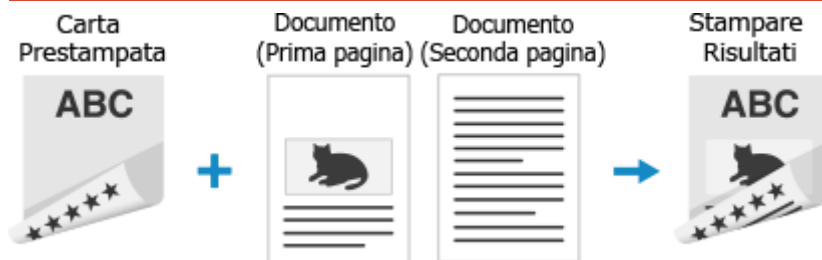 Carta
Prestampata
Documento
(Prima pagina)
Documento
(Seconda pagina)
Stampare
Risultati
ABC
ABC